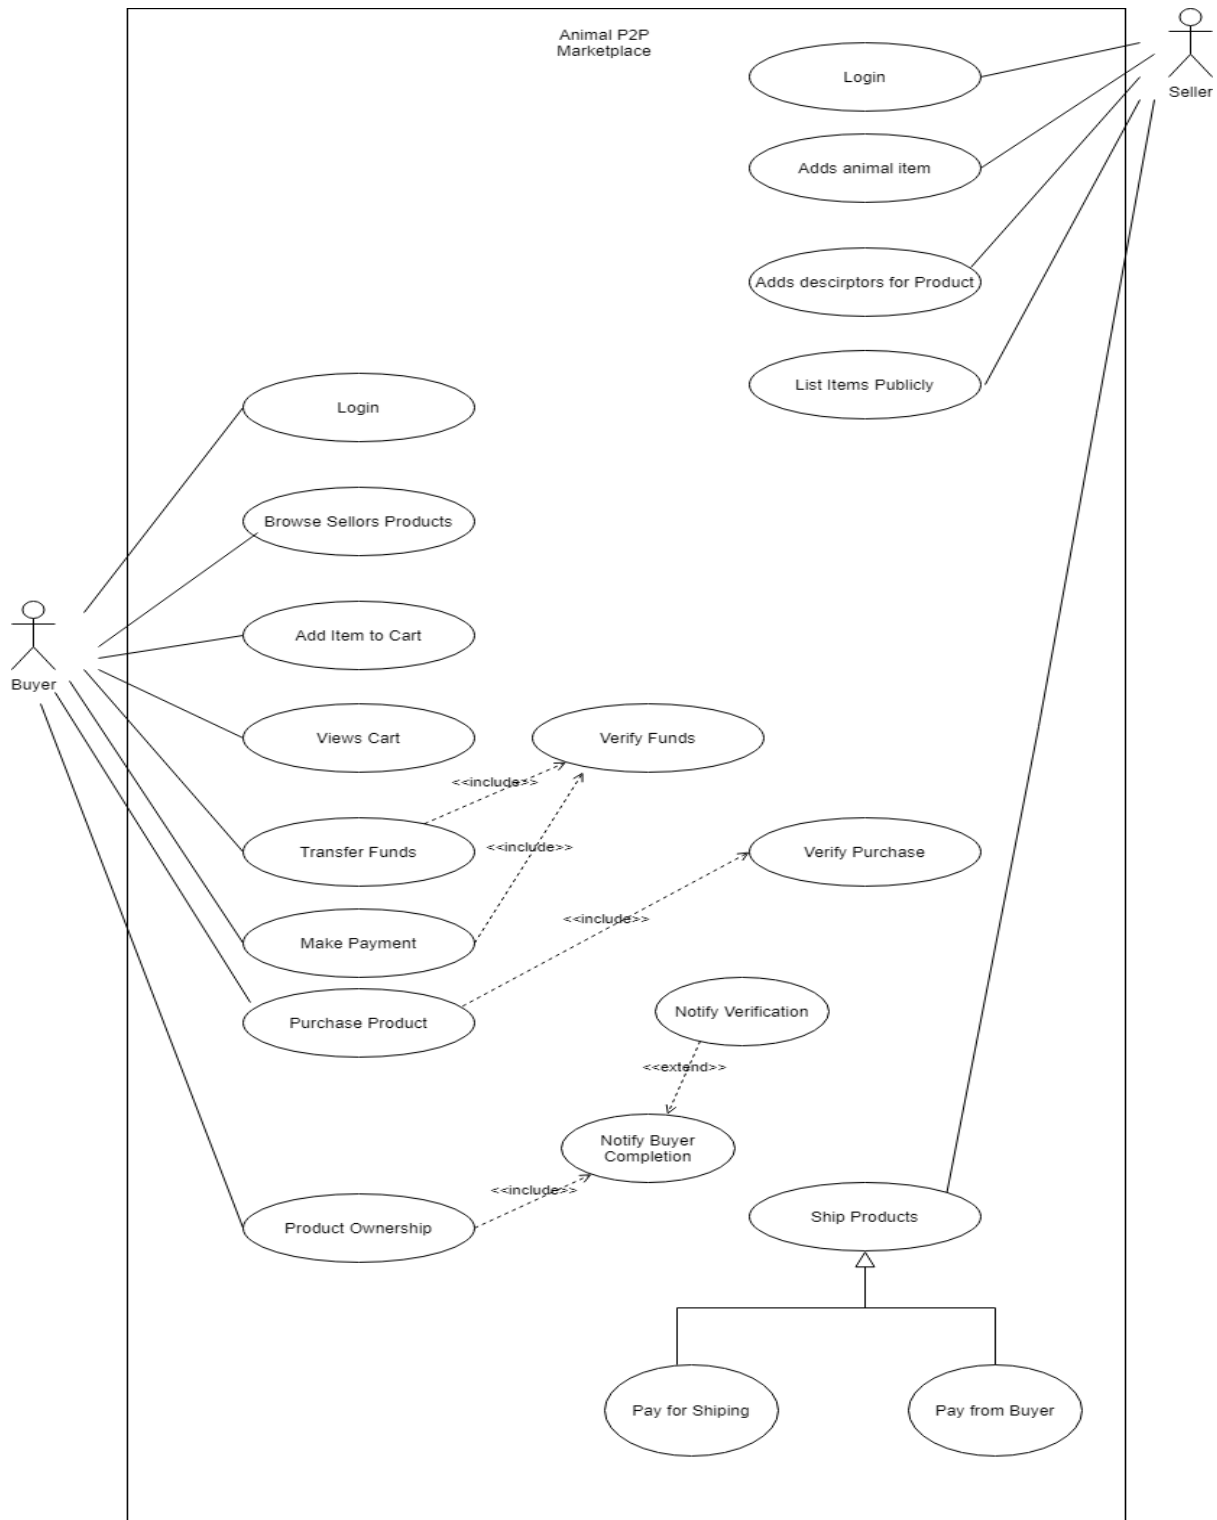 Animal P2P
Marketplace
Login
Seller
Adds animal item
Adds descirptors for Product
List Items Publicly
Login
Browse Sellors Products
Add Item to Cart
Buyer
Views Cart
Verify Funds
<<include>>
Transfer Funds
<<include>>
Verify Purchase
<<include>>
Make Payment
Purchase Product
Notify Verification
<<extend>>
Notify Buyer
Completion
<<include>>
Product Ownership
Ship Products
Pay for Shiping
Pay from Buyer